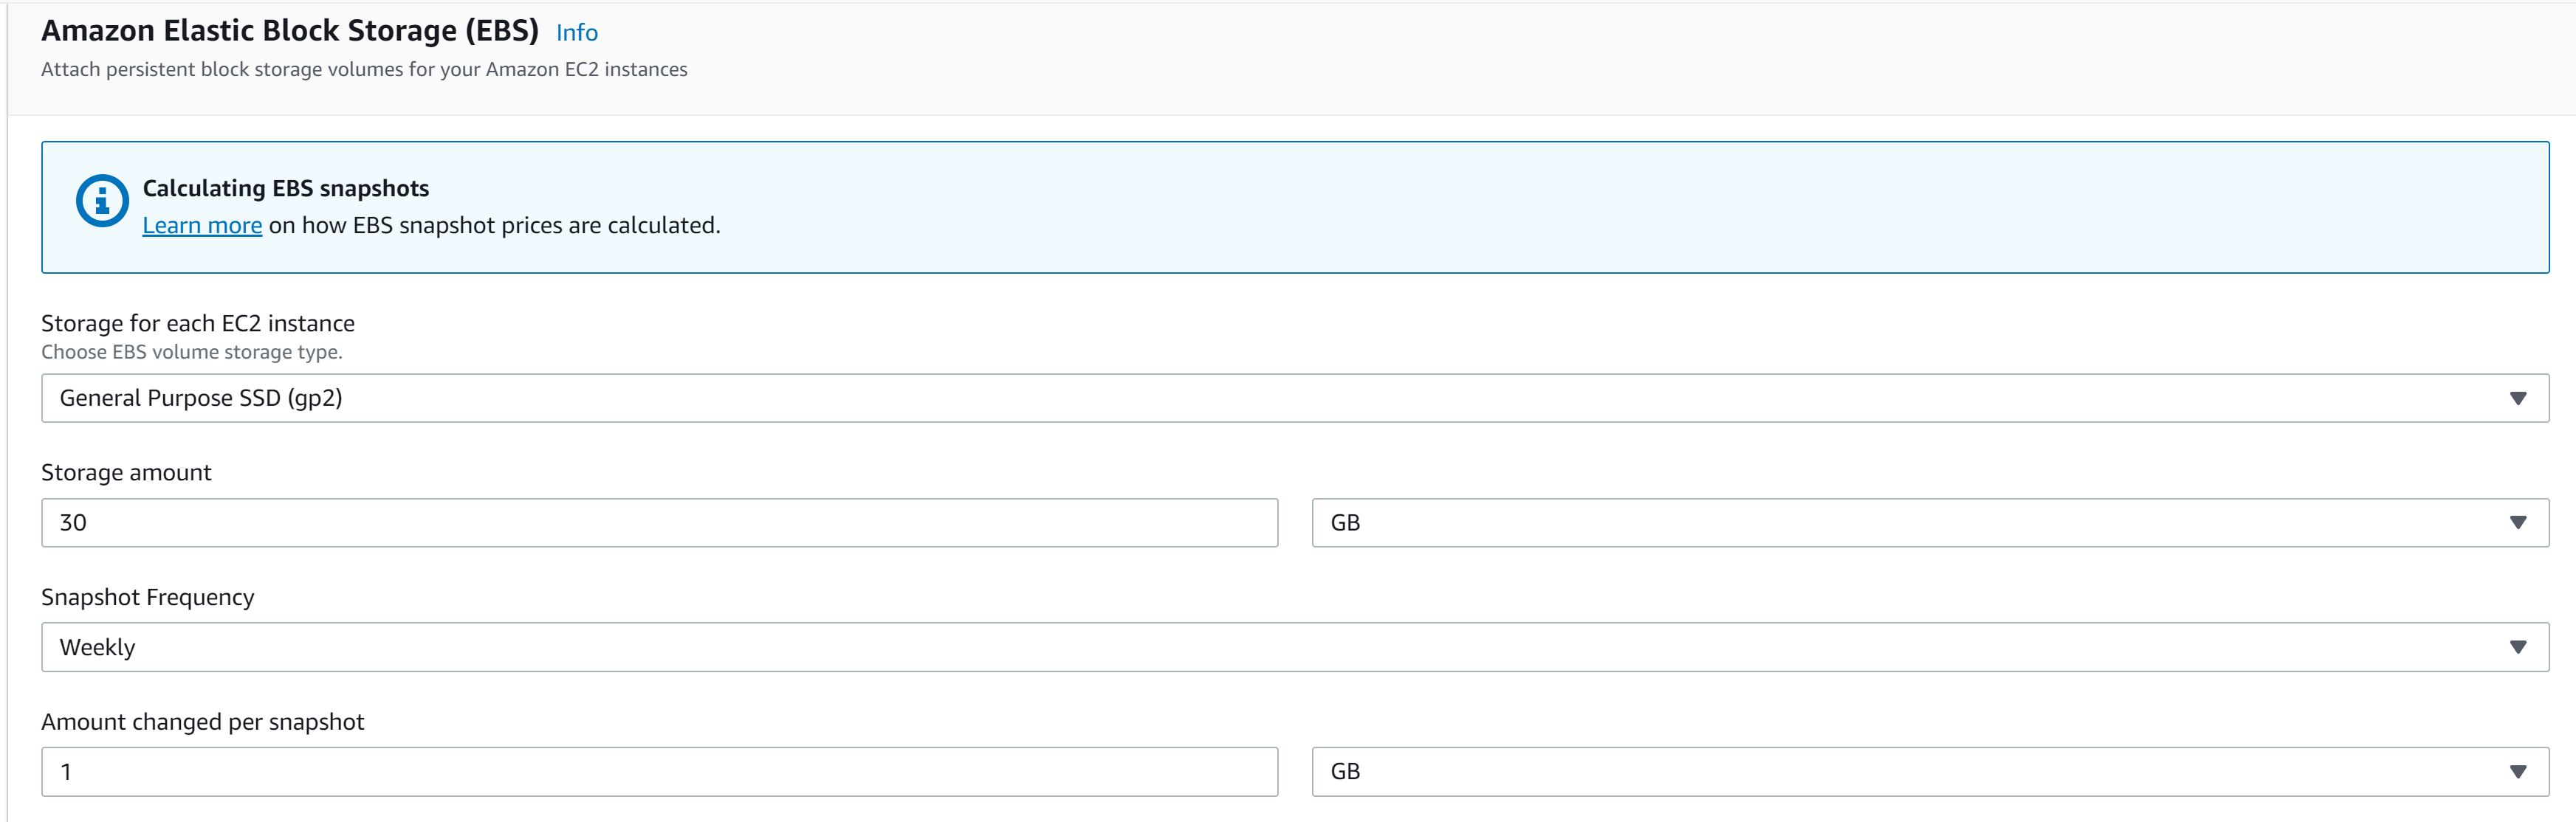 Amazon Elastic Block Storage (EBS) Info
Attach persistent block storage volumes for your Amazon EC2 instances
Calculating EBS snapshots
Learn more on how EBS snapshot prices are calculated.
Storage for each EC2 instance
Choose EBS volume storage type.
General Purpose SSD (gp2)
Storage amount
30 GB
Snapshot Frequency
Weekly
Amount changed per snapshot
1 GB